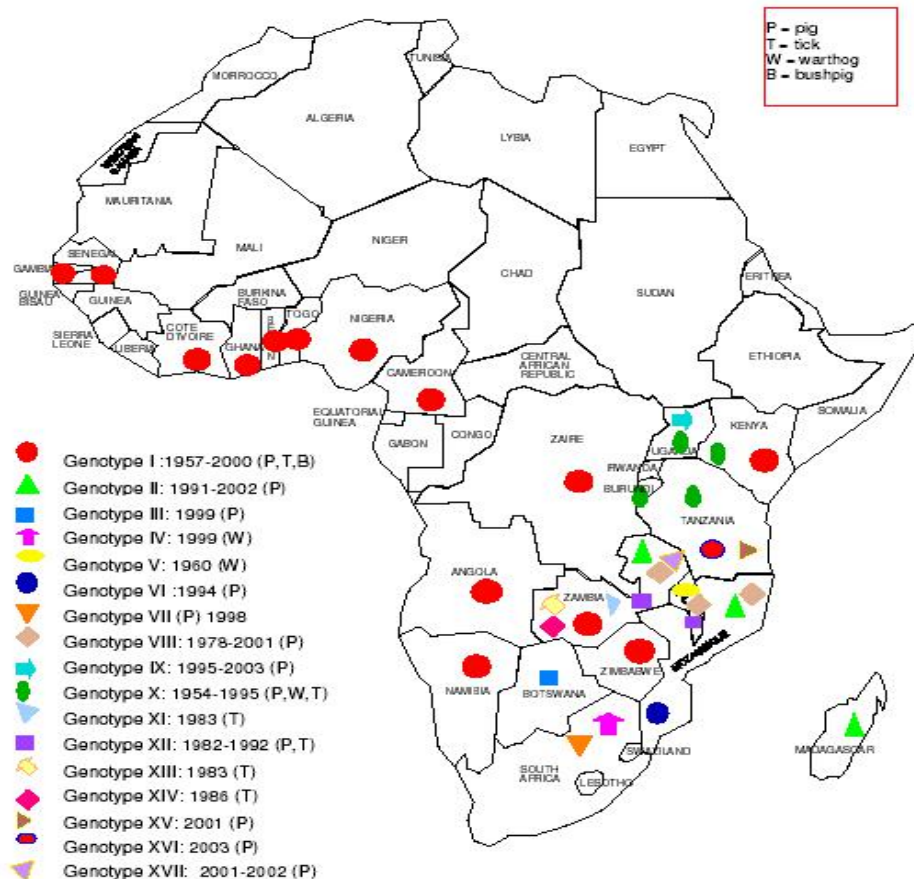 P - pig
T - tick
W - warthog
B - bushpig
TUNISIA
MORROCCO
ALGERIA
LYBIA
EGYPT
WESTERN
SAHARA
MAURITANIA
MALI
NIGER
CHAD
SUDAN
ERITREA
SENEGAL
GAMBIA
GUINEA
BISAU
GUINEA
BURKINA
FASO
SIERRA
LEONE
LIBERIA
COTE
D'IVOIRE
GHANA
BENIN
TOGO
NIGERIA
CAMEROON
CENTRAL
AFRICAN
REPUBLIC
ETHIOPIA
SOMALIA
EQUATORIAL
GUINEA
GABON
CONGO
ZAIRE
UGANDA
KENYA
RWANDA
BURUNDI
TANZANIA
ANGOLA
ZAMBIA
MOZAMBIQUE
ZIMBABWE
NAMIBIA
BOTSWANA
SWAZILAND
MADAGASCAR
SOUTH
AFRICA
LESOTHO
Genotype I :1957-2000 (P,T,B)
Genotype II: 1991-2002 (P)
Genotype III: 1999 (P)
Genotype IV: 1999 (W)
Genotype V: 1960 (W)
Genotype VI :1994 (P)
Genotype VII (P) 1998
Genotype VIII: 1978-2001 (P)
Genotype IX: 1995-2003 (P)
Genotype X: 1954-1995 (P,W,T)
Genotype XI: 1983 (T)
Genotype XII: 1982-1992 (P,T)
Genotype XIII: 1983 (T)
Genotype XIV: 1986 (T)
Genotype XV: 2001 (P)
Genotype XVI: 2003 (P)
Genotype XVII: 2001-2002 (P)